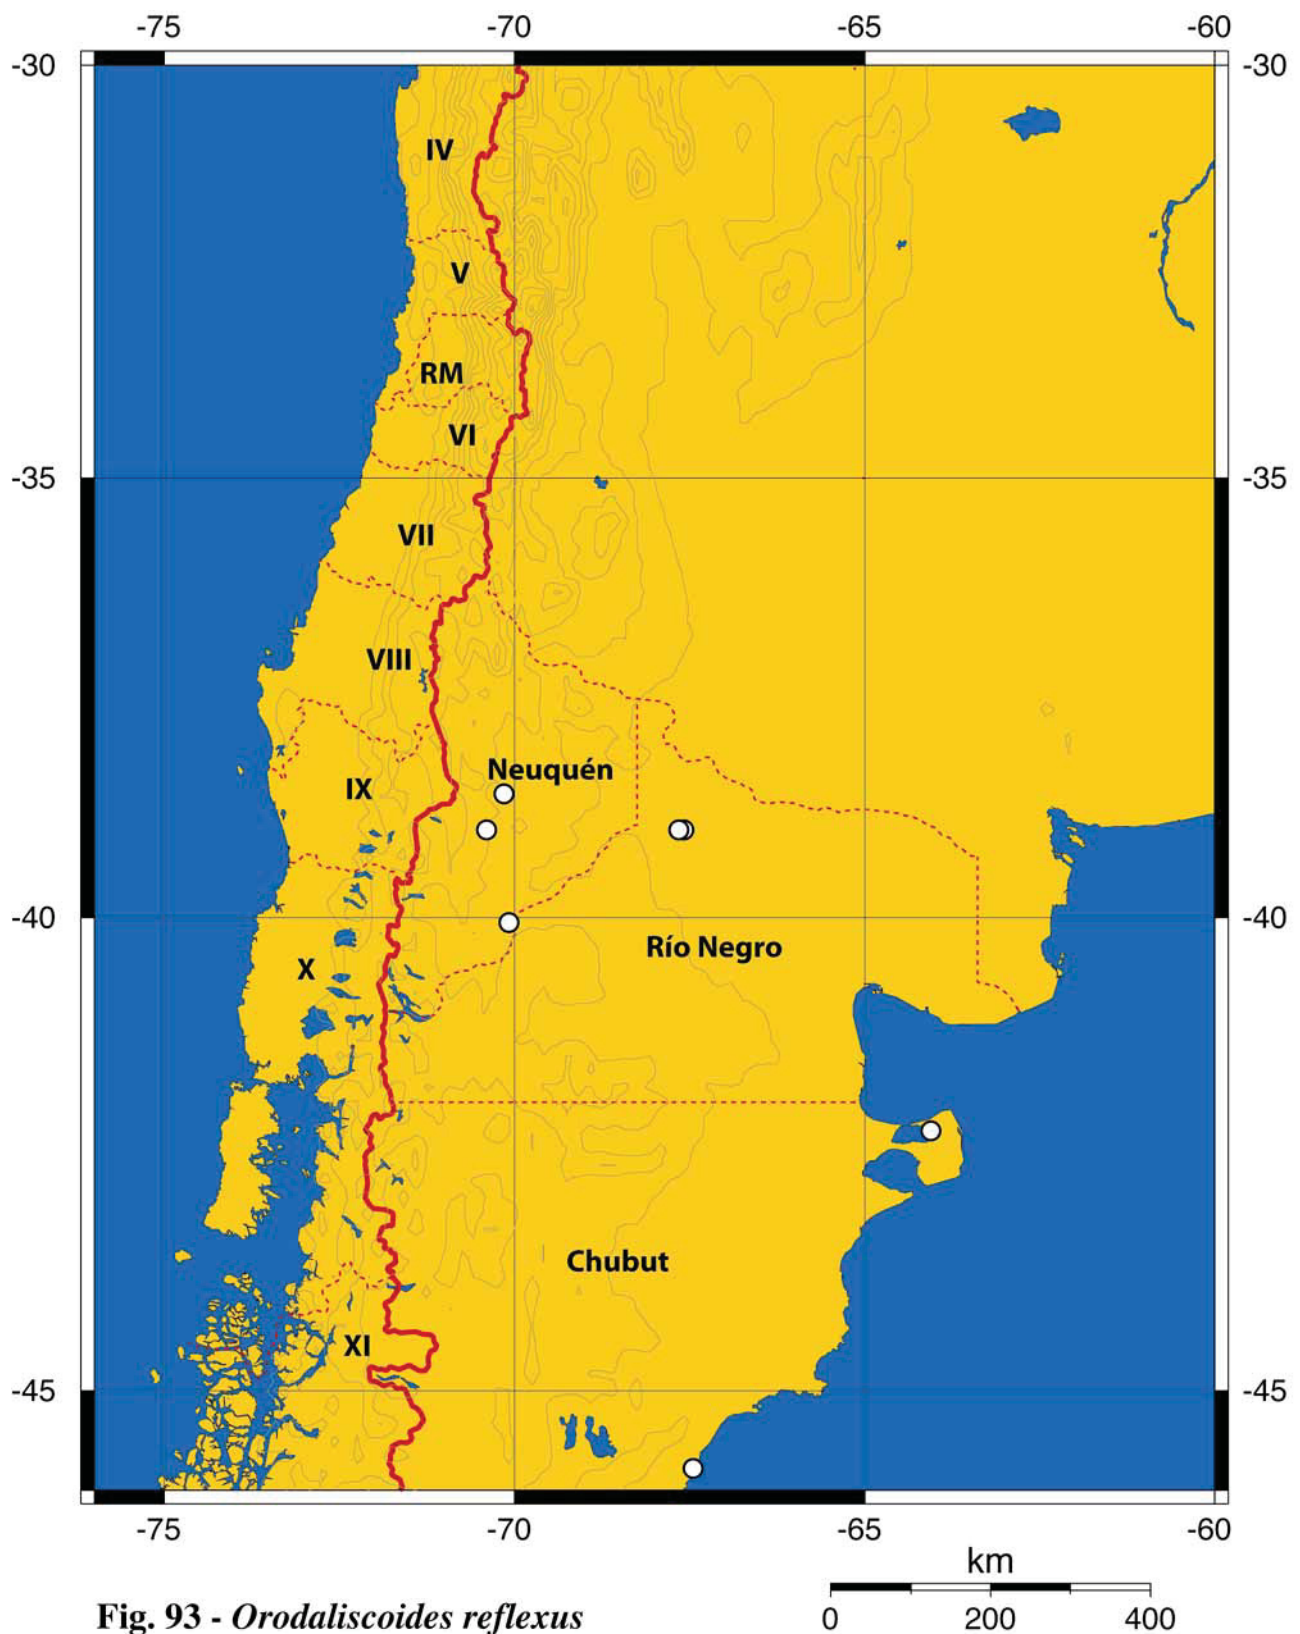 -75 -70 -65 -60
-30 -30
IV
V
RM
VI
-35 -35
VII
VIII
Neuquén
IX
-40 -40
Río Negro
X
Chubut
XI
-45 -45
-75 -70 -65 -60
km
0 200 400
Fig. 93 - Orodaliscoides reflexus